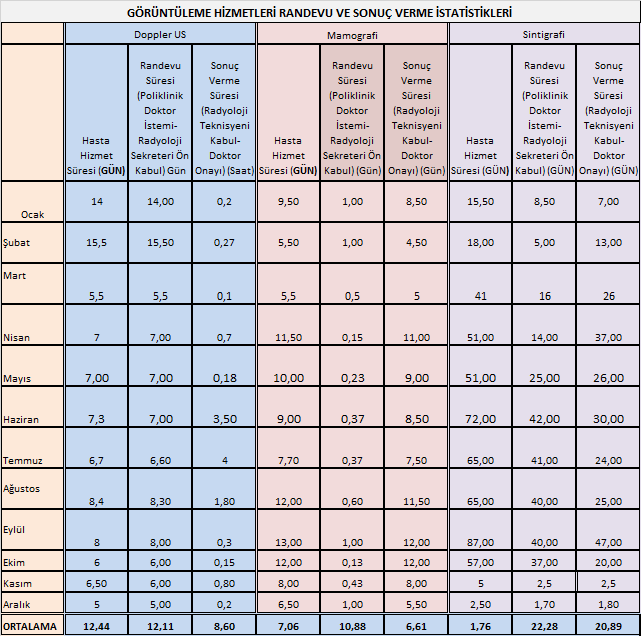 GÖRÜNTÜLEME HİZMETLERİ RANDEVU VE SONUÇ VERME İSTATİSTİKLERİ
Doppler US Mamografi Sintigrafi
Hasta Hizmet Süresi (GÜN) Randevu Süresi (Poliklinik Doktor İstemi-Radyoloji Sekreteri Ön Kabul) Gün Sonuç Verme Süresi (Radyoloji Teknisyeni Kabul-Doktor Onayı) (Saat) Hasta Hizmet Süresi (GÜN) Randevu Süresi (Poliklinik Doktor İstemi-Radyoloji Sekreteri Ön Kabul) (Gün) Sonuç Verme Süresi (Radyoloji Teknisyeni Kabul-Doktor Onayı) (Gün) Hasta Hizmet Süresi (GÜN) Randevu Süresi (Poliklinik Doktor İstemi-Radyoloji Sekreteri Ön Kabul) (Gün) Sonuç Verme Süresi (Radyoloji Teknisyeni Kabul-Doktor Onayı) (Gün)
Ocak 14 14,00 0,2 9,50 1,00 8,50 15,50 8,50 7,00
Şubat 15,5 15,50 0,27 5,50 1,00 4,50 18,00 5,00 13,00
Mart 5,5 5,5 0,1 5,5 0,5 5 41 16 26
Nisan 7 7,00 0,7 11,50 0,15 11,00 51,00 14,00 37,00
Mayıs 7,00 7,00 0,18 10,00 0,23 9,00 51,00 25,00 26,00
Haziran 7,3 7,00 3,50 9,00 0,37 8,50 72,00 42,00 30,00
Temmuz 6,7 6,60 4 7,70 0,37 7,50 65,00 41,00 24,00
Ağustos 8,4 8,30 1,80 12,00 0,60 11,50 65,00 40,00 25,00
Eylül 8 8,00 0,3 13,00 1,00 12,00 87,00 40,00 47,00
Ekim 6 6,00 0,15 12,00 0,13 12,00 57,00 37,00 20,00
Kasım 6,50 6,00 0,80 8,00 0,43 8,00 5 2,5 2,5
Aralık 5 5,00 0,2 6,50 1,00 5,50 2,50 1,70 1,80
ORTALAMA 12,44 12,11 8,60 7,06 10,88 6,61 1,76 22,28 20,89